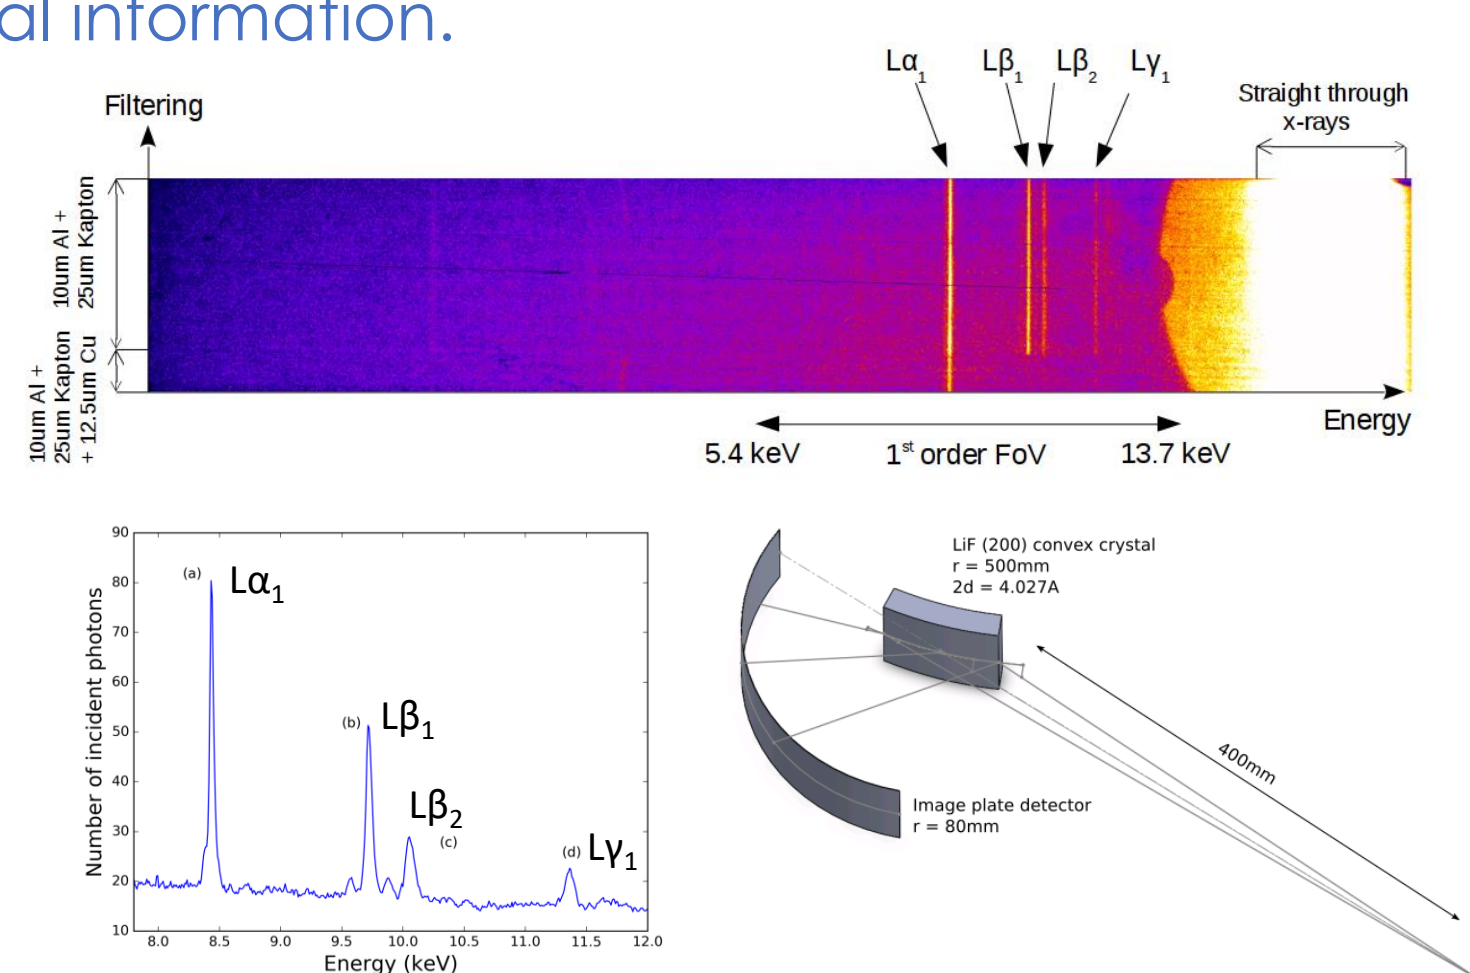 al information.
Lα1 Lβ1 Lβ2 Lγ1
Straight through
x-rays
Filtering
10um Al +
25um Kapton
10um Al +
25um Kapton
+ 12.5um Cu
Energy
5.4 keV 1st order FoV 13.7 keV
90
80
70
60
50
40
30
20
10
Number of incident photons
(a) Lα1
(b) Lβ1
Lβ2
(c)
(d) Lγ1
8.0 8.5 9.0 9.5 10.0 10.5 11.0 11.5 12.0
Energy (keV)
LiF (200) convex crystal
r = 500mm
2d = 4.027A
400mm
Image plate detector
r = 80mm